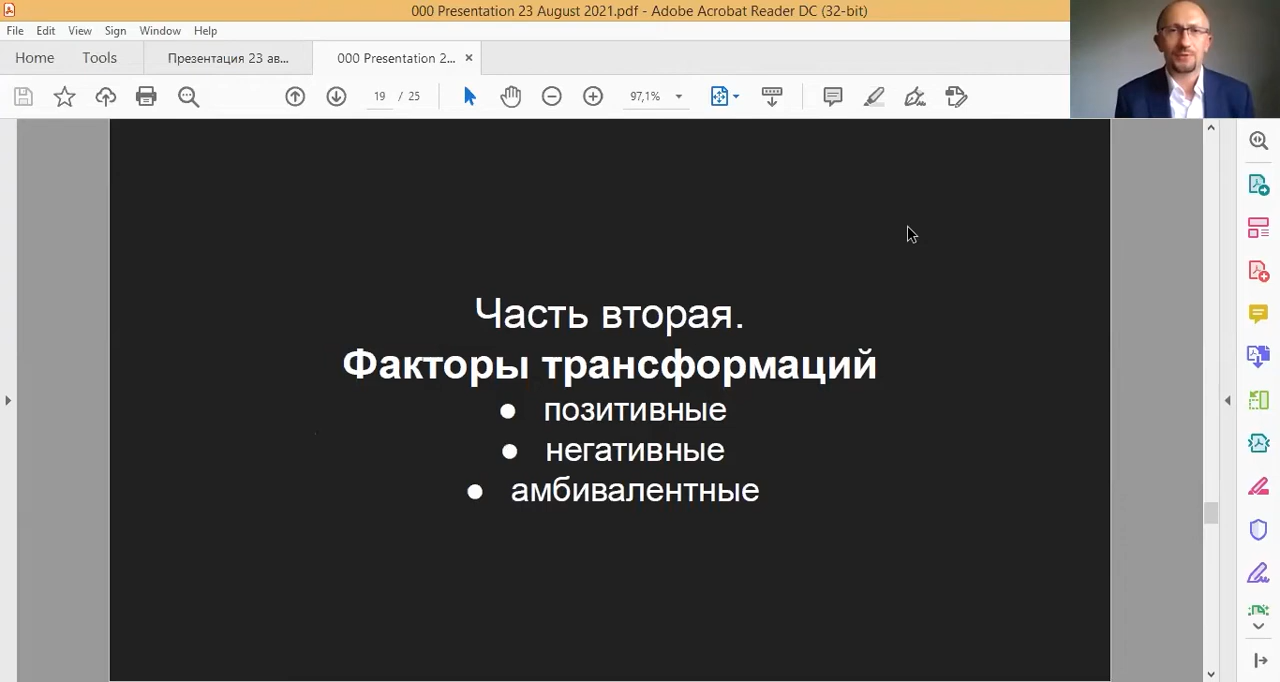 000 Presentation 23 August 2021.pdf - Adobe Acrobat Reader DC (32-bit)
File Edit View Sign Window Help
Home Tools Презентация 23 ав... 000 Presentation 2... ×
19 / 25 97,1%
Часть вторая.
Факторы трансформаций
● позитивные
● негативные
● амбивалентные